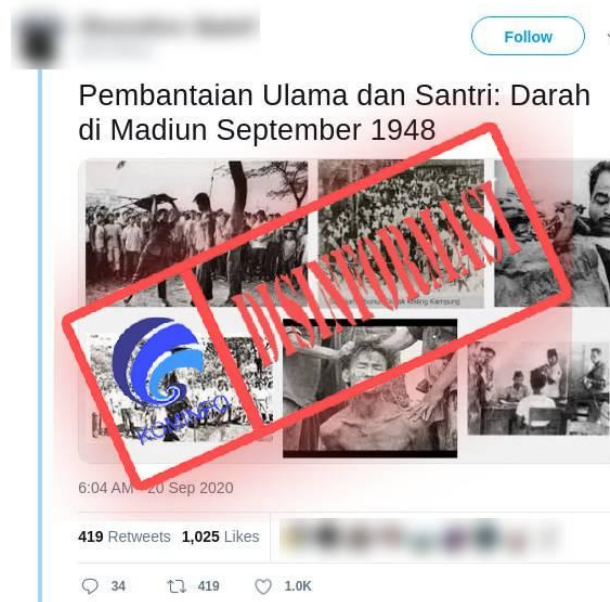 Follow
Pembantaian Ulama dan Santri: Darah
di Madiun September 1948
DISINFORMASI
KOMINFO
Kampung
6:04 AM 20 Sep 2020
419 Retweets 1,025 Likes
34 419 1.0K